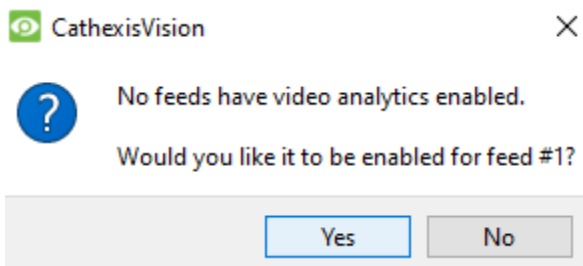 CathexisVision
No feeds have video analytics enabled.
Would you like it to be enabled for feed #1?
Yes No